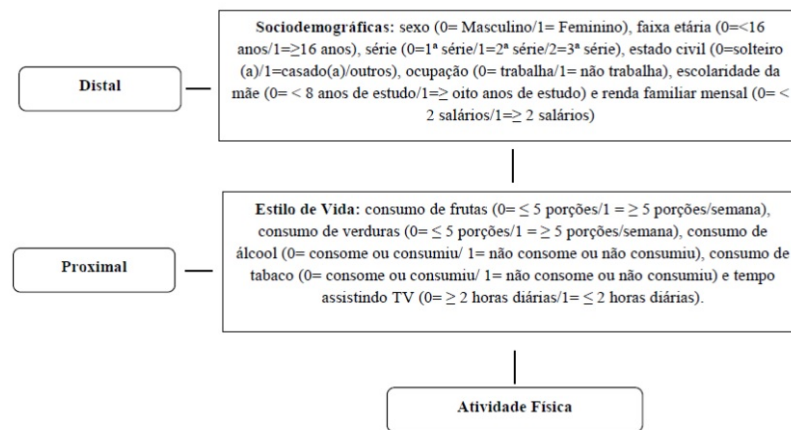 Sociodemográficas: sexo (0= Masculino/1= Feminino), faixa etária (0=<16
anos/1=≥16 anos), série (0=1ª série/1=2ª série/2=3ª série), estado civil (0=solteiro
(a)/1=casado(a)/outros), ocupação (0= trabalha/1= não trabalha), escolaridade da
mãe (0= < 8 anos de estudo/1=≥ oito anos de estudo) e renda familiar mensal (0= <
2 salários/1=≥ 2 salários)
Distal
Estilo de Vida: consumo de frutas (0= ≤ 5 porções/1 = ≥ 5 porções/semana),
consumo de verduras (0= ≤ 5 porções/1 = ≥ 5 porções/semana), consumo de
álcool (0= consome ou consumiu/ 1= não consome ou não consumiu), consumo de
tabaco (0= consome ou consumiu/ 1= não consome ou não consumiu) e tempo
assistindo TV (0= ≥ 2 horas diárias/1= ≤ 2 horas diárias).
Proximal
Atividade Física